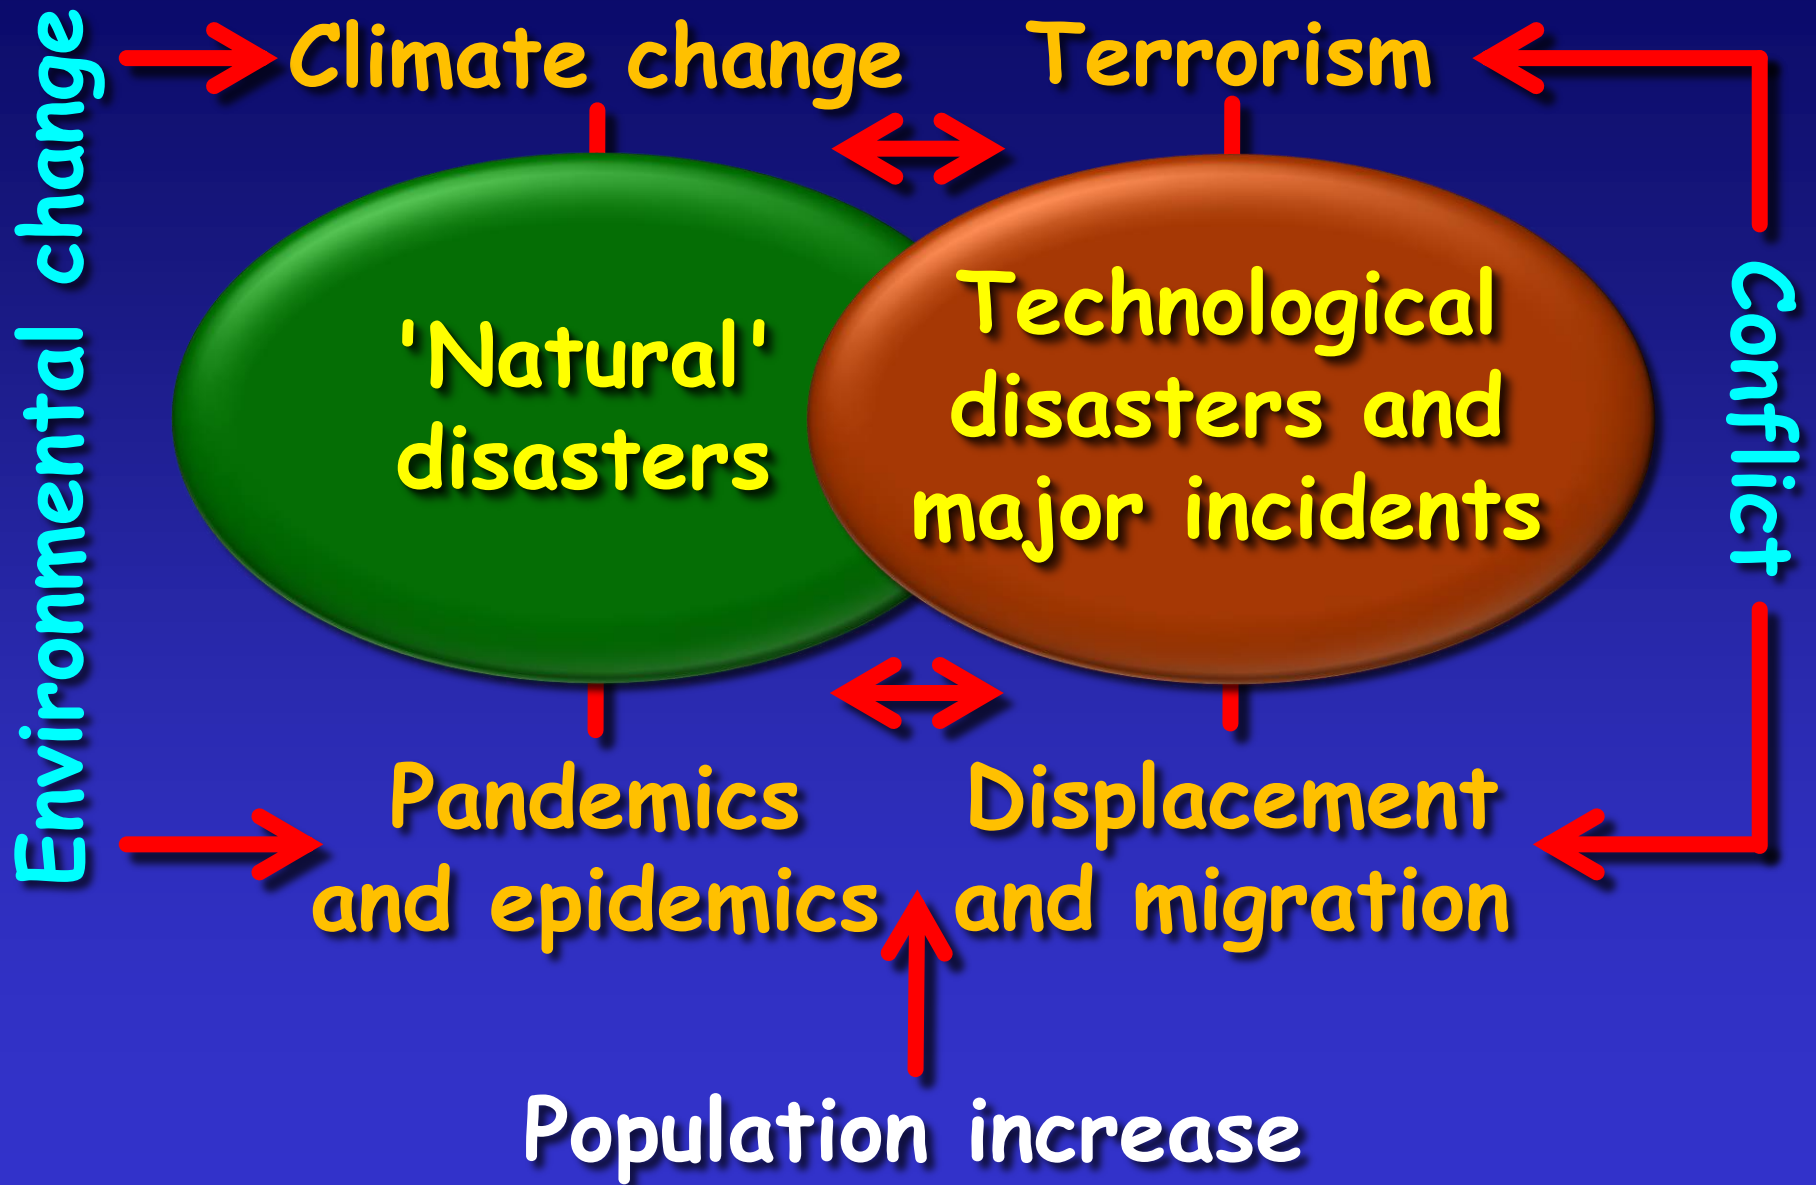 Environmental change
Climate change
Terrorism
'Natural'
disasters
Technological
disasters and
major incidents
Conflict
Pandemics
and epidemics
Displacement
and migration
Population increase